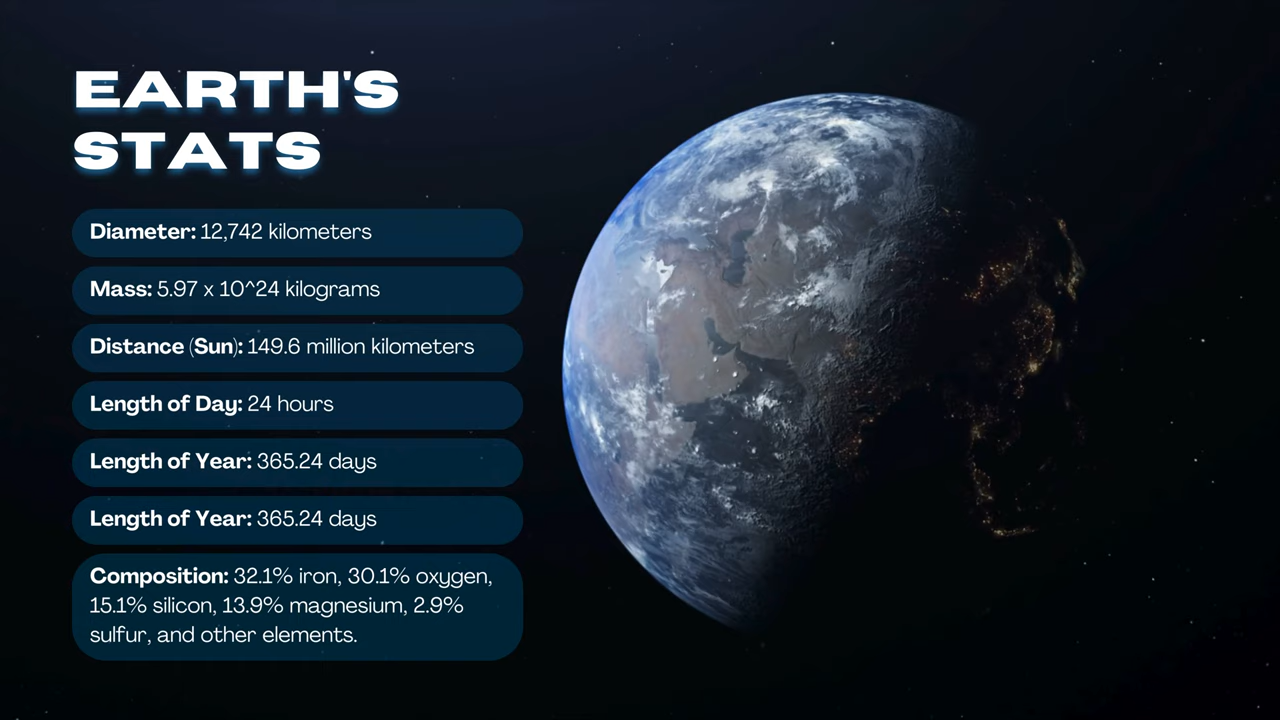 EARTH'S
STATS
Diameter: 12,742 kilometers
Mass: 5.97 x 10^24 kilograms
Distance (Sun): 149.6 million kilometers
Length of Day: 24 hours
Length of Year: 365.24 days
Length of Year: 365.24 days
Composition: 32.1% iron, 30.1% oxygen,
15.1% silicon, 13.9% magnesium, 2.9%
sulfur, and other elements.